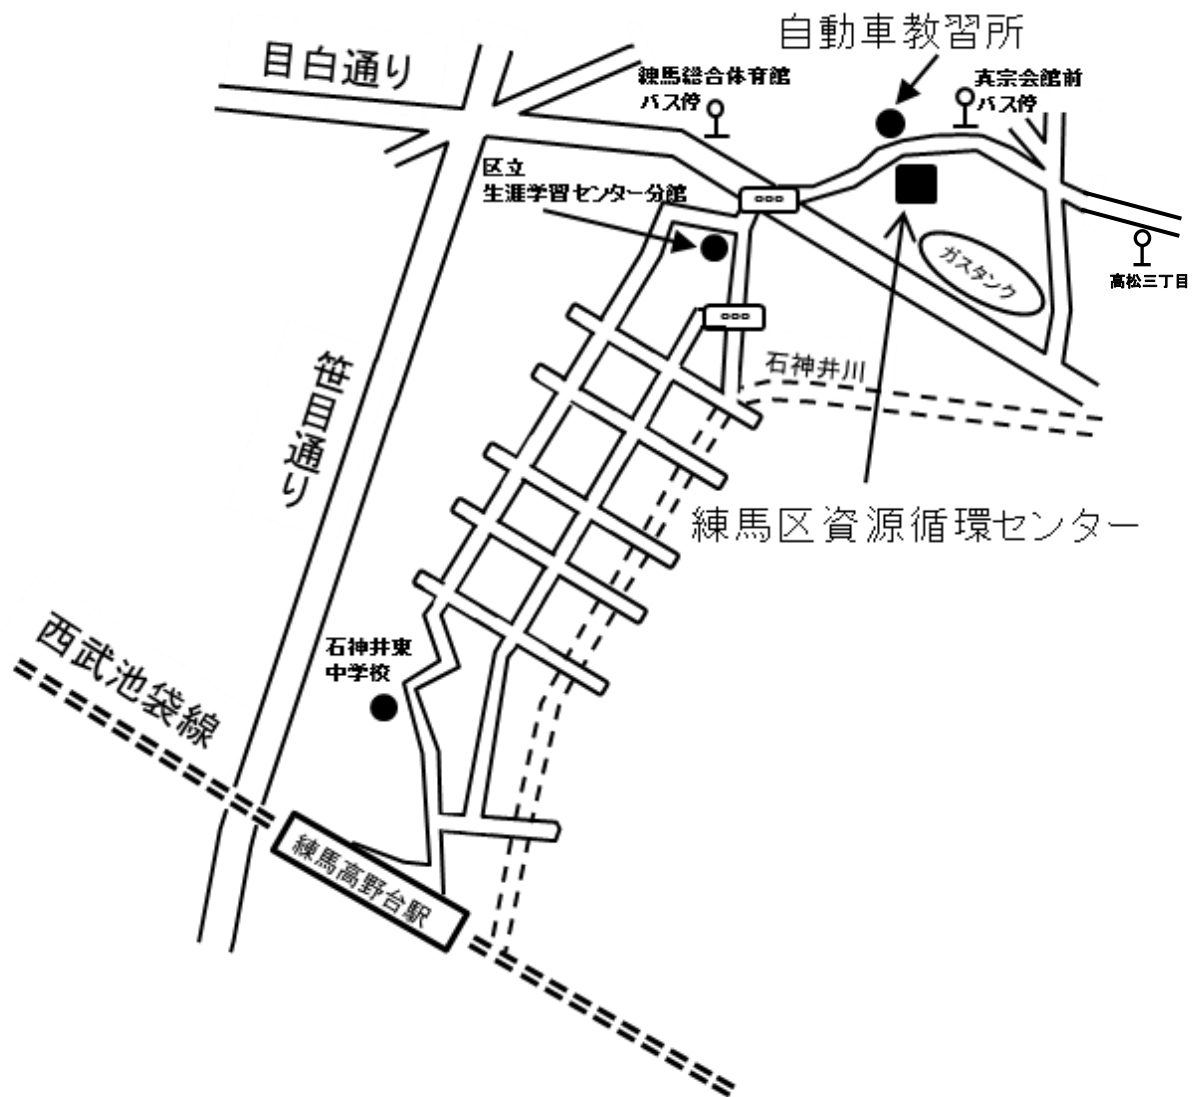 自動車教習所
目白通り
練馬総合体育館
バス停
真宗会館前
バス停
区立
生涯学習センター分館
ガスタンク
高松三丁目
石神井川
笹目通り
練馬区資源循環センター
石神井東
中学校
西武池袋線
練馬高野台駅